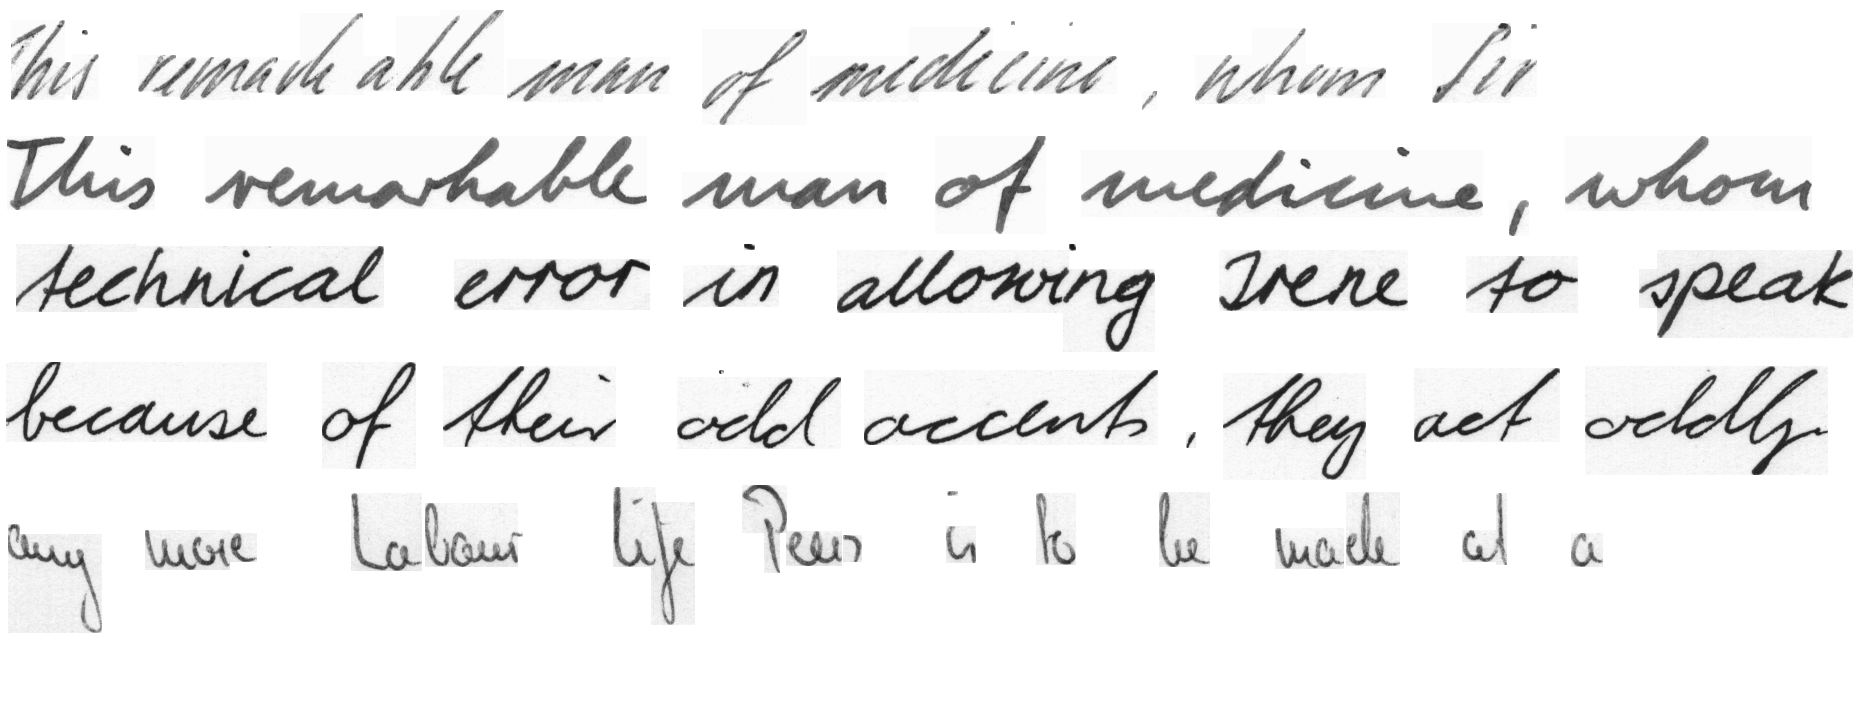 This remarkable man of medicine, whom Sir
This remarkable man of medicine, whom
technical error in allowing Irene to speak
because of their odd accents, they act oddly
any more Labour Life Peers is to be made at a